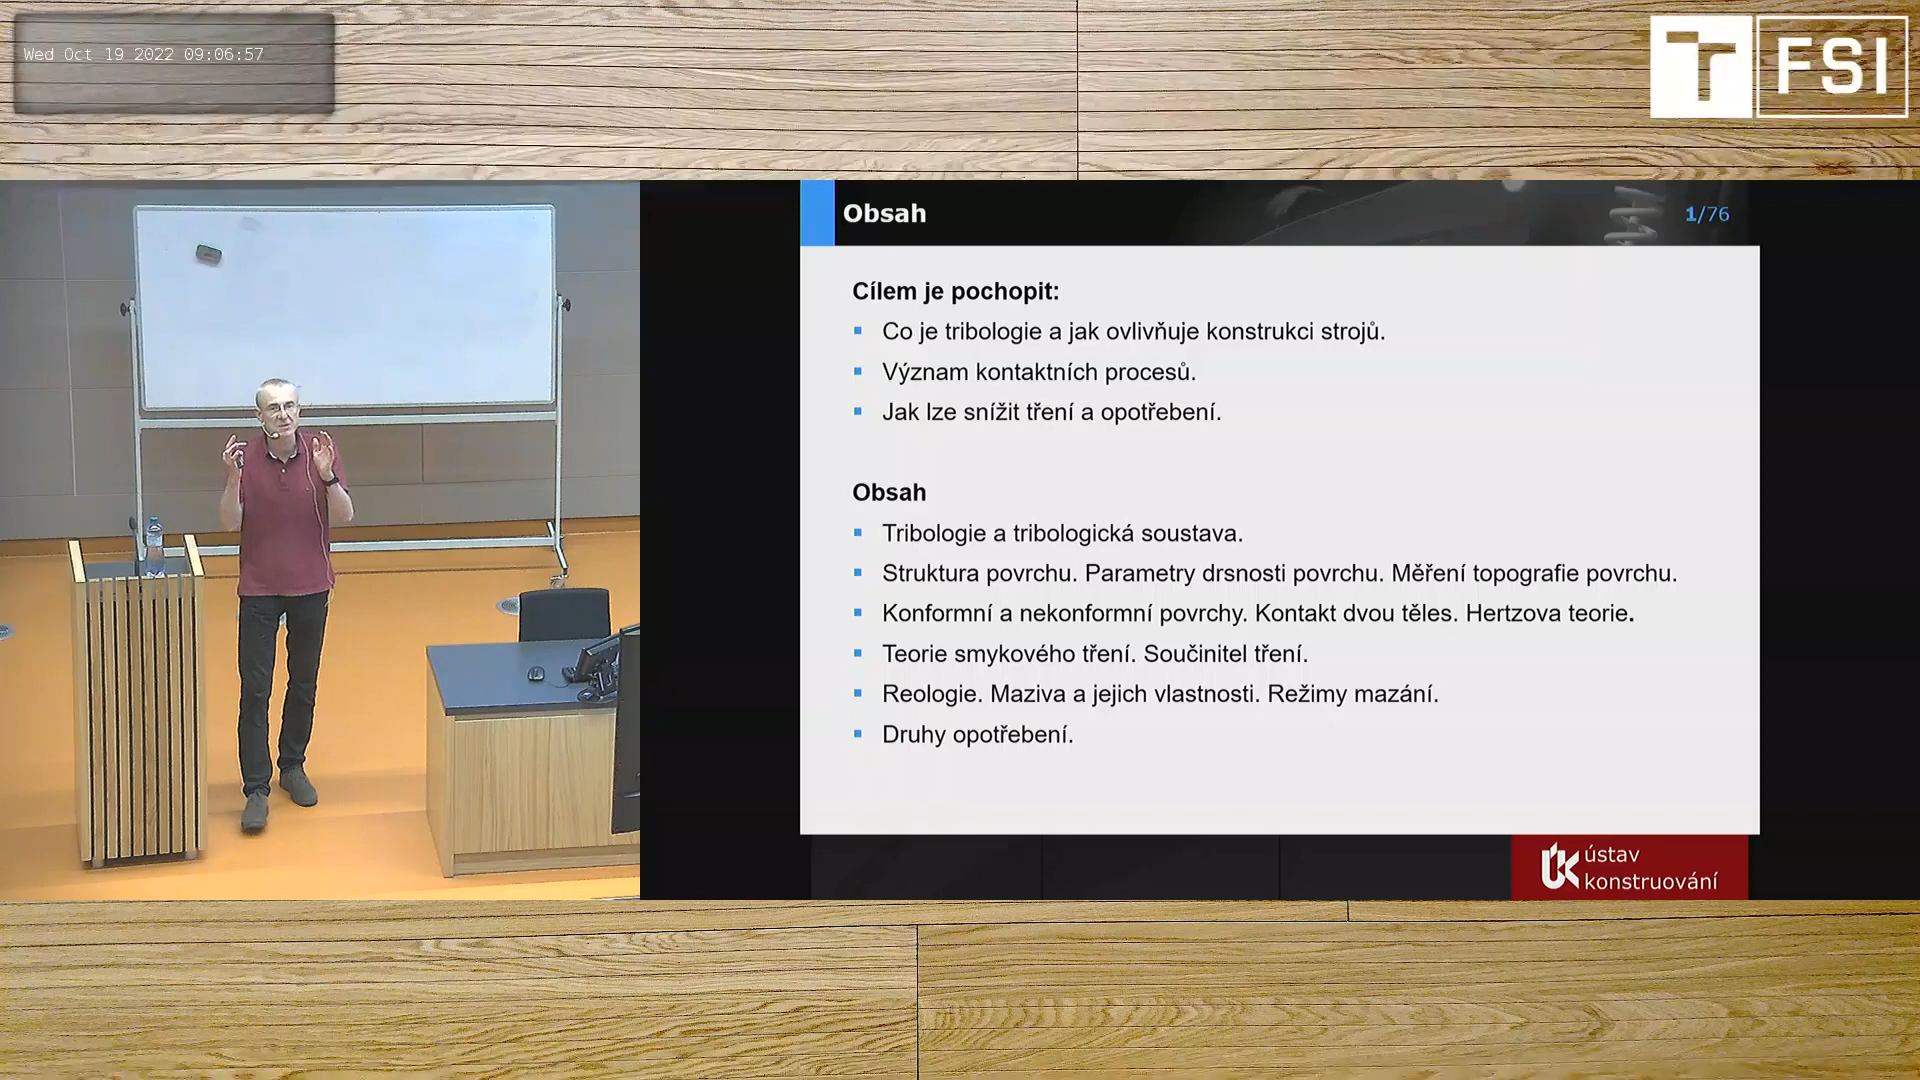 Wed Oct 19 2022 09:06:57
T FSI
Obsah
1/76
Cílem je pochopit:
Co je tribologie a jak ovlivňuje konstrukci strojů.
Význam kontaktních procesů.
Jak lze snížit tření a opotřebení.
Obsah
Tribologie a tribologická soustava.
Struktura povrchu. Parametry drsnosti povrchu. Měření topografie povrchu.
Konformní a nekonformní povrchy. Kontakt dvou těles. Hertzova teorie.
Teorie smykového tření. Součinitel tření.
Reologie. Maziva a jejich vlastnosti. Režimy mazání.
Druhy opotřebení.
ÚK ústav
konstruování